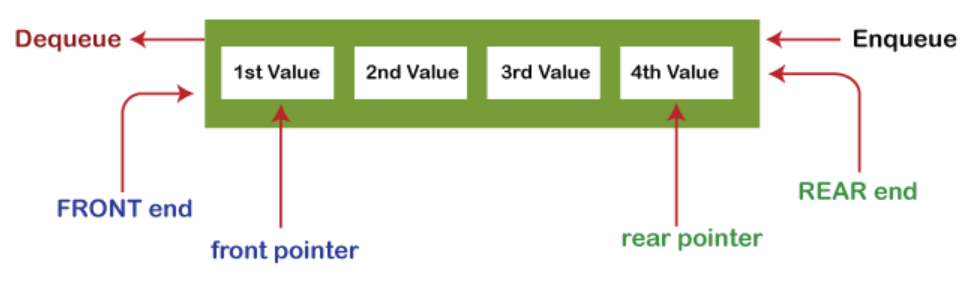 Dequeue
Enqueue
1st Value
2nd Value
3rd Value
4th Value
FRONT end
REAR end
front pointer
rear pointer